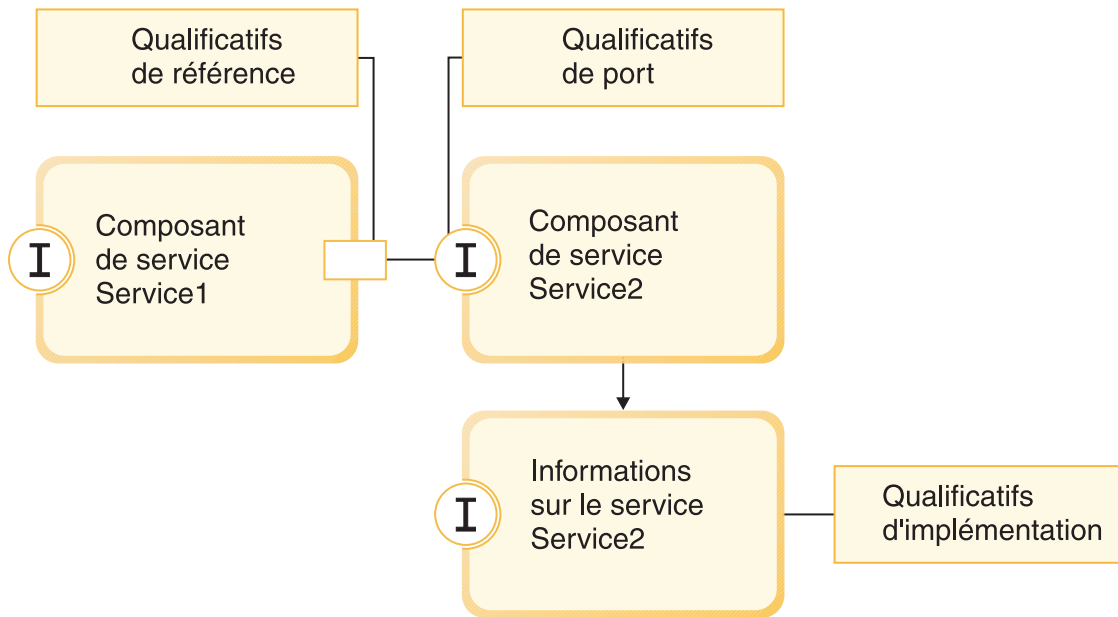 Qualificatifs
de référence
Qualificatifs
de port
I
Composant
de service
Service1
I
Composant
de service
Service2
I
Informations
sur le service
Service2
Qualificatifs
d'implémentation